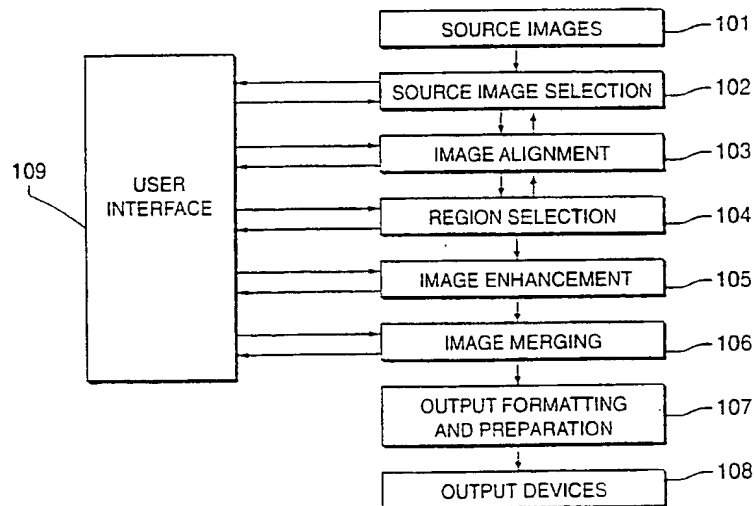 SOURCE IMAGES
101
SOURCE IMAGE SELECTION
102
IMAGE ALIGNMENT
103
109
USER
INTERFACE
REGION SELECTION
104
IMAGE ENHANCEMENT
105
IMAGE MERGING
106
OUTPUT FORMATTING
AND PREPARATION
107
OUTPUT DEVICES
108